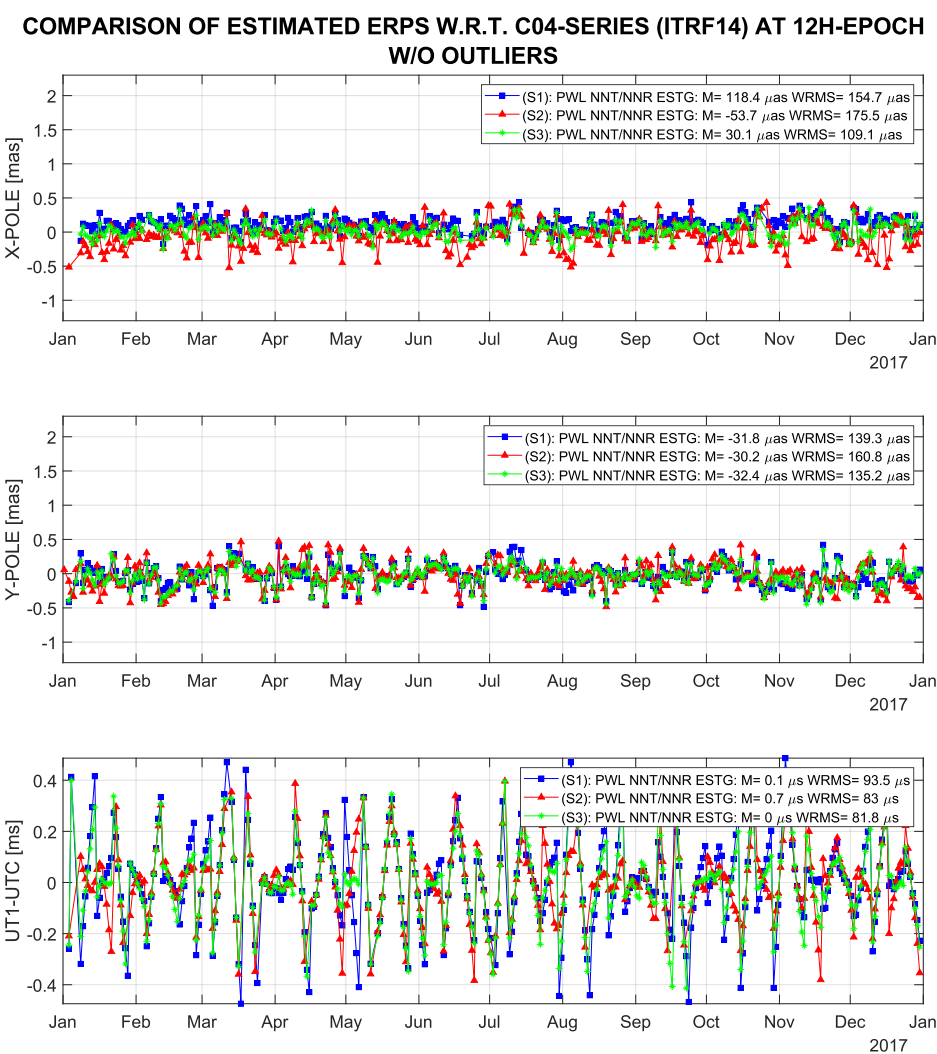 COMPARISON OF ESTIMATED ERPS W.R.T. C04-SERIES (ITRF14) AT 12H-EPOCH
W/O OUTLIERS
X-POLE [mas]
2
1.5
1
0.5
0
-0.5
-1
(S1): PWL NNT/NNR ESTG: M= 118.4 μas WRMS= 154.7 μas
(S2): PWL NNT/NNR ESTG: M= -53.7 μas WRMS= 175.5 μas
(S3): PWL NNT/NNR ESTG: M= 30.1 μas WRMS= 109.1 μas
Jan Feb Mar Apr May Jun Jul Aug Sep Oct Nov Dec Jan
2017
Y-POLE [mas]
2
1.5
1
0.5
0
-0.5
-1
(S1): PWL NNT/NNR ESTG: M= -31.8 μas WRMS= 139.3 μas
(S2): PWL NNT/NNR ESTG: M= -30.2 μas WRMS= 160.8 μas
(S3): PWL NNT/NNR ESTG: M= -32.4 μas WRMS= 135.2 μas
Jan Feb Mar Apr May Jun Jul Aug Sep Oct Nov Dec Jan
2017
UT1-UTC [ms]
0.4
0.2
0
-0.2
-0.4
(S1): PWL NNT/NNR ESTG: M= 0.1 μs WRMS= 93.5 μs
(S2): PWL NNT/NNR ESTG: M= 0.7 μs WRMS= 83 μs
(S3): PWL NNT/NNR ESTG: M= 0 μs WRMS= 81.8 μs
Jan Feb Mar Apr May Jun Jul Aug Sep Oct Nov Dec Jan
2017